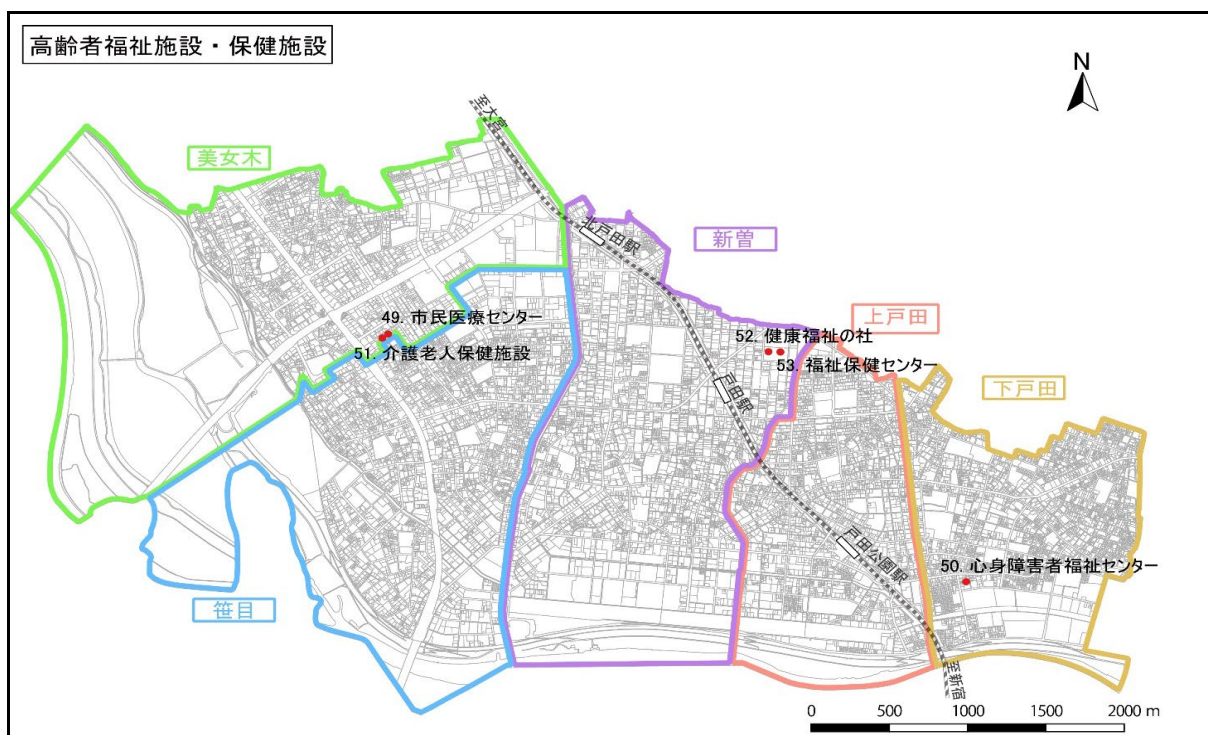 高齢者福祉施設・保健施設
N
至大宮
美女木
北戸田駅
新曽
49. 市民医療センター
上戸田
52. 健康福祉の社
51. 介護老人保健施設
53. 福祉保健センター
戸田駅
下戸田
戸田公園駅
50. 心身障害者福祉センター
笹目
至新宿
0 500 1000 1500 2000 m